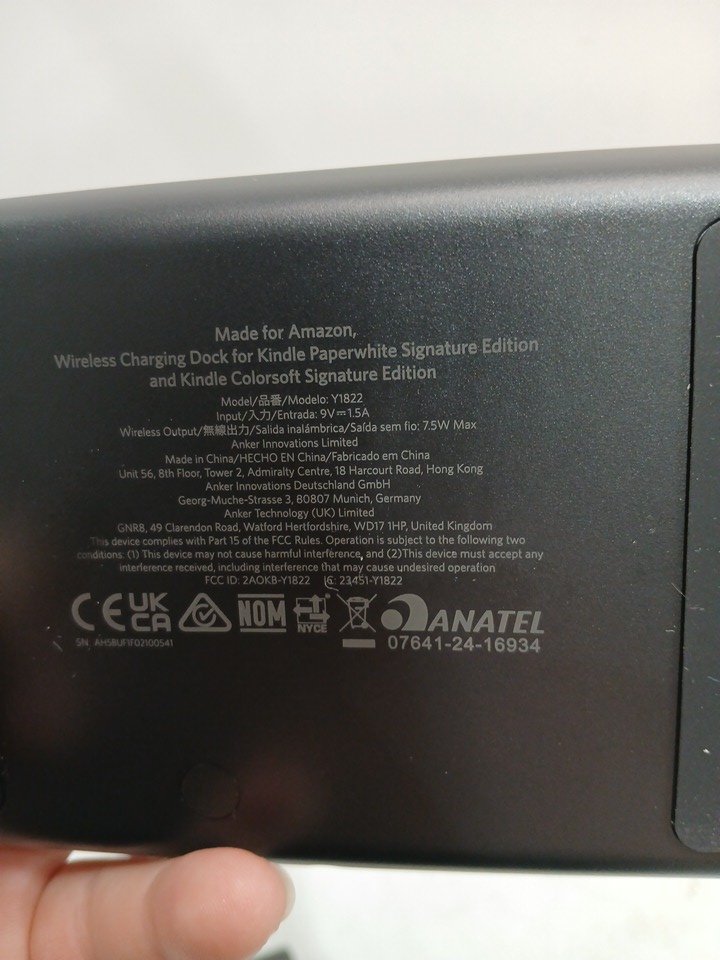 Made for Amazon,
Wireless Charging Dock for Kindle Paperwhite Signature Edition
and Kindle Colorsoft Signature Edition
Model/品番/Modelo: Y1822
Input/入力/Entrada: 9V⎓1.5A
Wireless Output/無線出力/Salida inalámbrica/Saída sem fio: 7.5W Max
Anker Innovations Limited
Made in China/HECHO EN China/Fabricado em China
Unit 56, 8th Floor, Tower 2, Admiralty Centre, 18 Harcourt Road, Hong Kong
Anker Innovations Deutschland GmbH
Georg-Muche-Strasse 3, 80807 Munich, Germany
Anker Technology (UK) Limited
GNR8, 49 Clarendon Road, Watford Hertfordshire, WD17 1HP, United Kingdom
This device complies with Part 15 of the FCC Rules. Operation is subject to the following two
conditions: (1) This device may not cause harmful interference, and (2)This device must accept any
interference received, including interference that may cause undesired operation
FCC ID: 2AOKB-Y1822 IC: 23451-Y1822
CE UK CA NOM NYCE ANATEL
SN: AHSBUF1F02100541 07641-24-16934